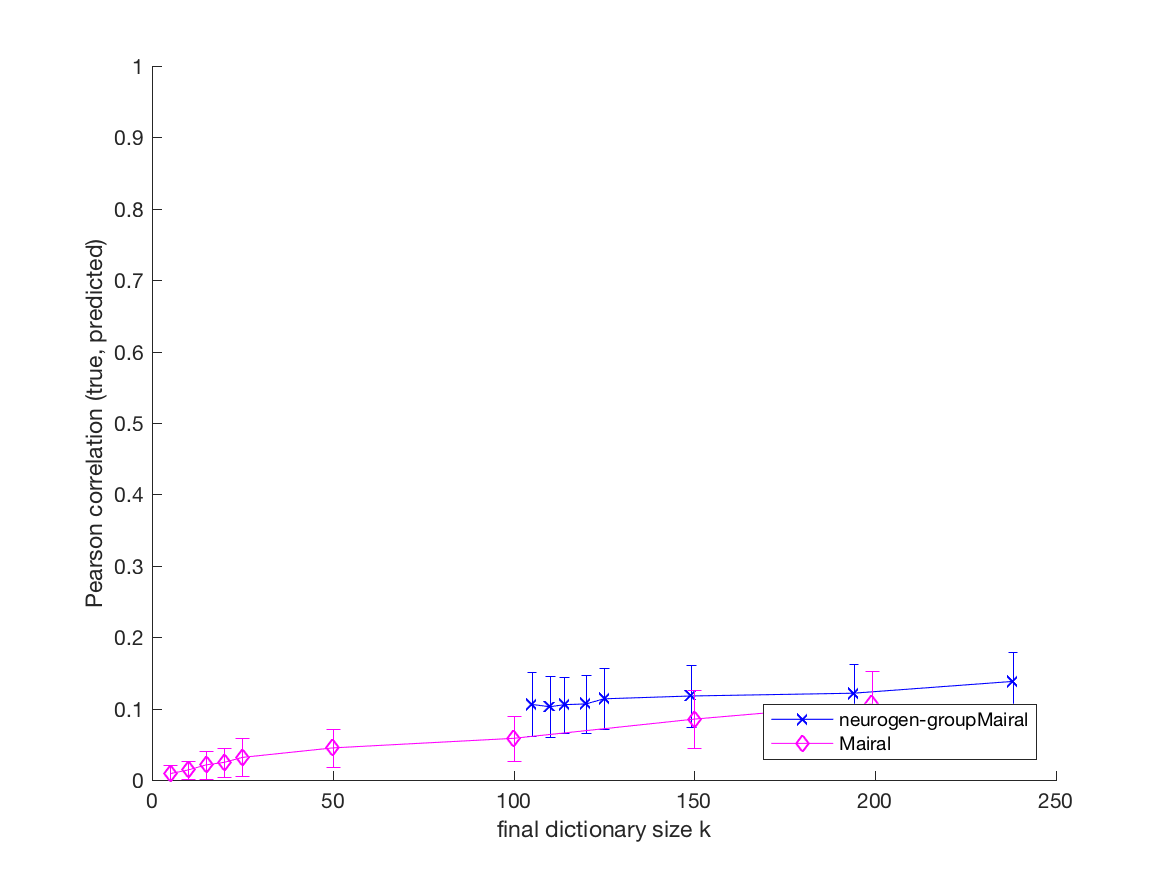 1
0.9
0.8
0.7
0.6
0.5
0.4
0.3
0.2
0.1
0
Pearson correlation (true, predicted)
neurogen-groupMairal
Mairal
0 50 100 150 200 250
final dictionary size k